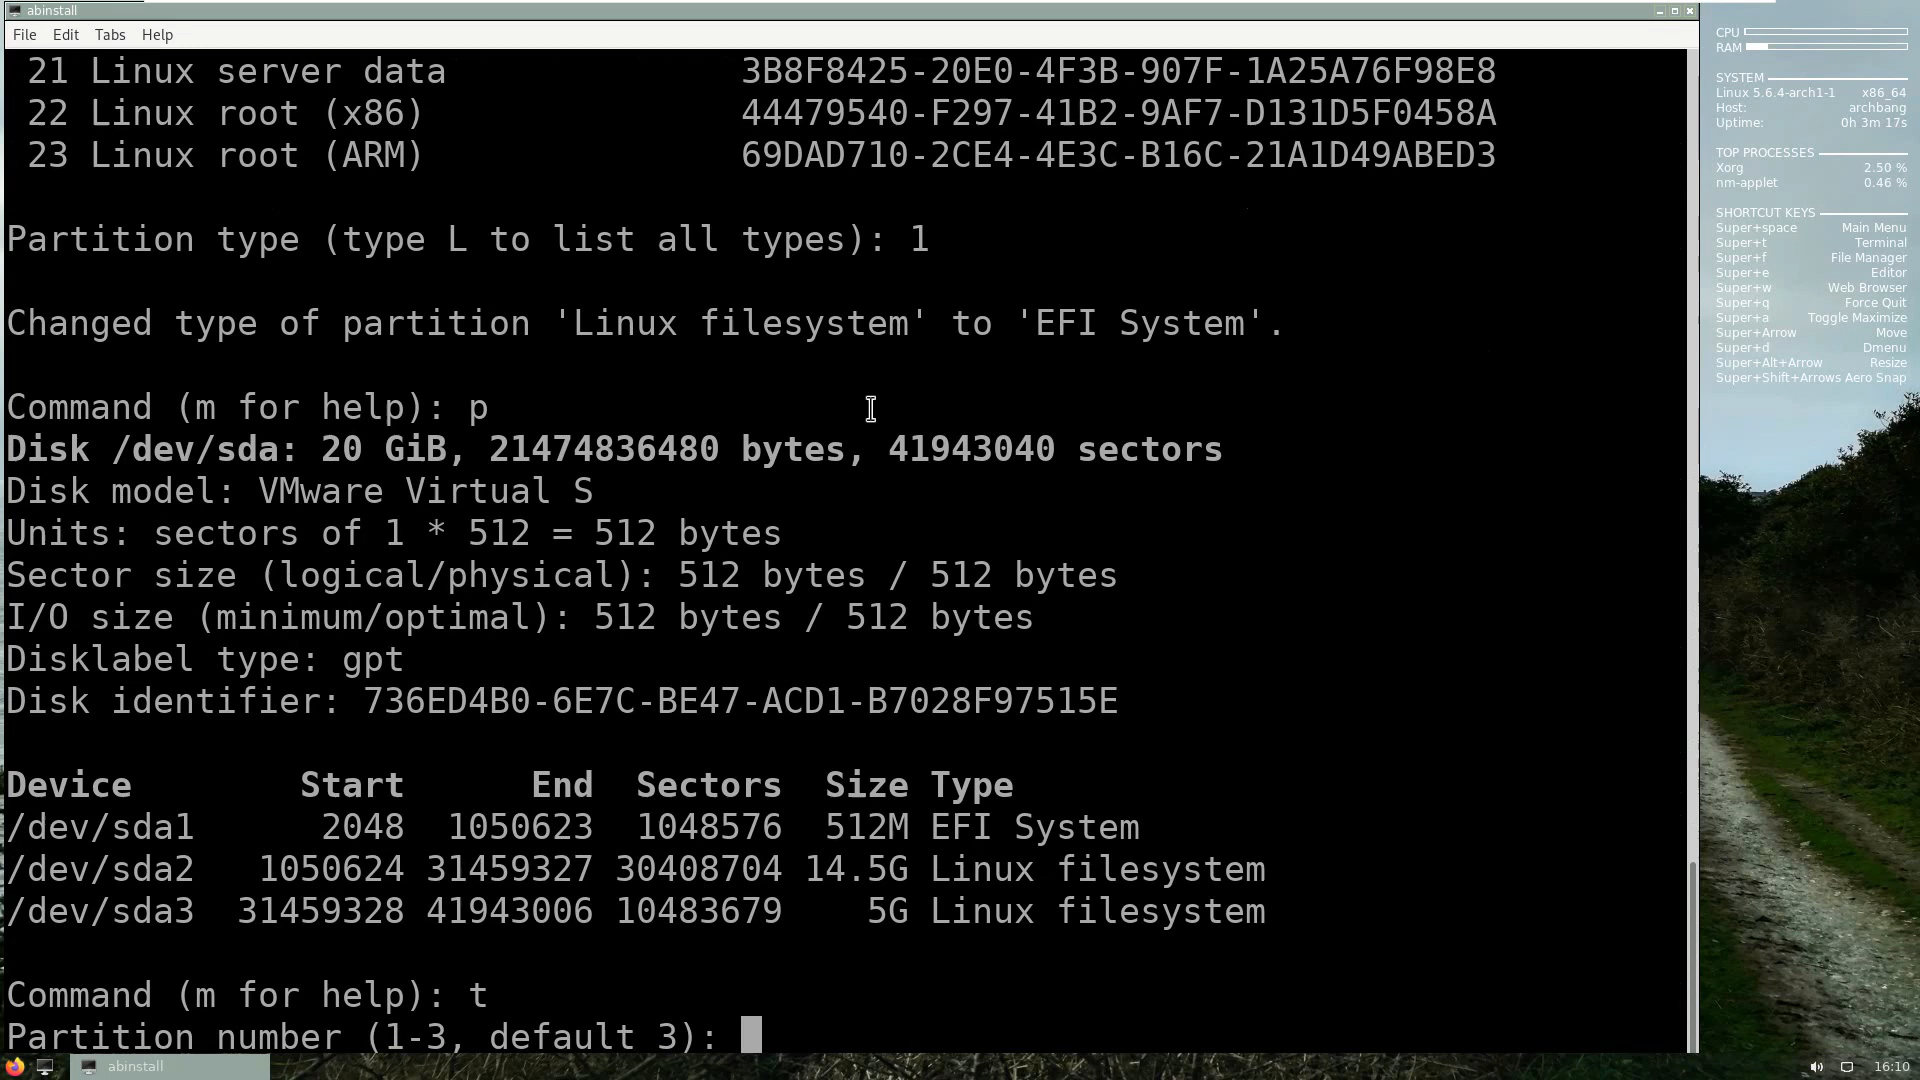 abinstall
File Edit Tabs Help
21 Linux server data 3B8F8425-20E0-4F3B-907F-1A25A76F98E8
22 Linux root (x86) 44479540-F297-41B2-9AF7-D131D5F0458A
23 Linux root (ARM) 69DAD710-2CE4-4E3C-B16C-21A1D49ABED3
Partition type (type L to list all types): 1
Changed type of partition 'Linux filesystem' to 'EFI System'.
Command (m for help): p
Disk /dev/sda: 20 GiB, 21474836480 bytes, 41943040 sectors
Disk model: VMware Virtual S
Units: sectors of 1 * 512 = 512 bytes
Sector size (logical/physical): 512 bytes / 512 bytes
I/O size (minimum/optimal): 512 bytes / 512 bytes
Disklabel type: gpt
Disk identifier: 736ED4B0-6E7C-BE47-ACD1-B7028F97515E
Device Start End Sectors Size Type
/dev/sda1 2048 1050623 1048576 512M EFI System
/dev/sda2 1050624 31459327 30408704 14.5G Linux filesystem
/dev/sda3 31459328 41943006 10483679 5G Linux filesystem
Command (m for help): t
Partition number (1-3, default 3):
CPU
RAM
SYSTEM
Linux 5.6.4-arch1-1 x86_64
Host: archbang
Uptime: 0h 3m 17s
TOP PROCESSES
Xorg 2.50 %
nm-applet 0.46 %
SHORTCUT KEYS
Super+space Main Menu
Super+t Terminal
Super+f File Manager
Super+e Editor
Super+w Web Browser
Super+q Force Quit
Super+a Toggle Maximize
Super+Arrow Move
Super+d Dmenu
Super+Alt+Arrow Resize
Super+Shift+Arrows Aero Snap
abinstall
16:10